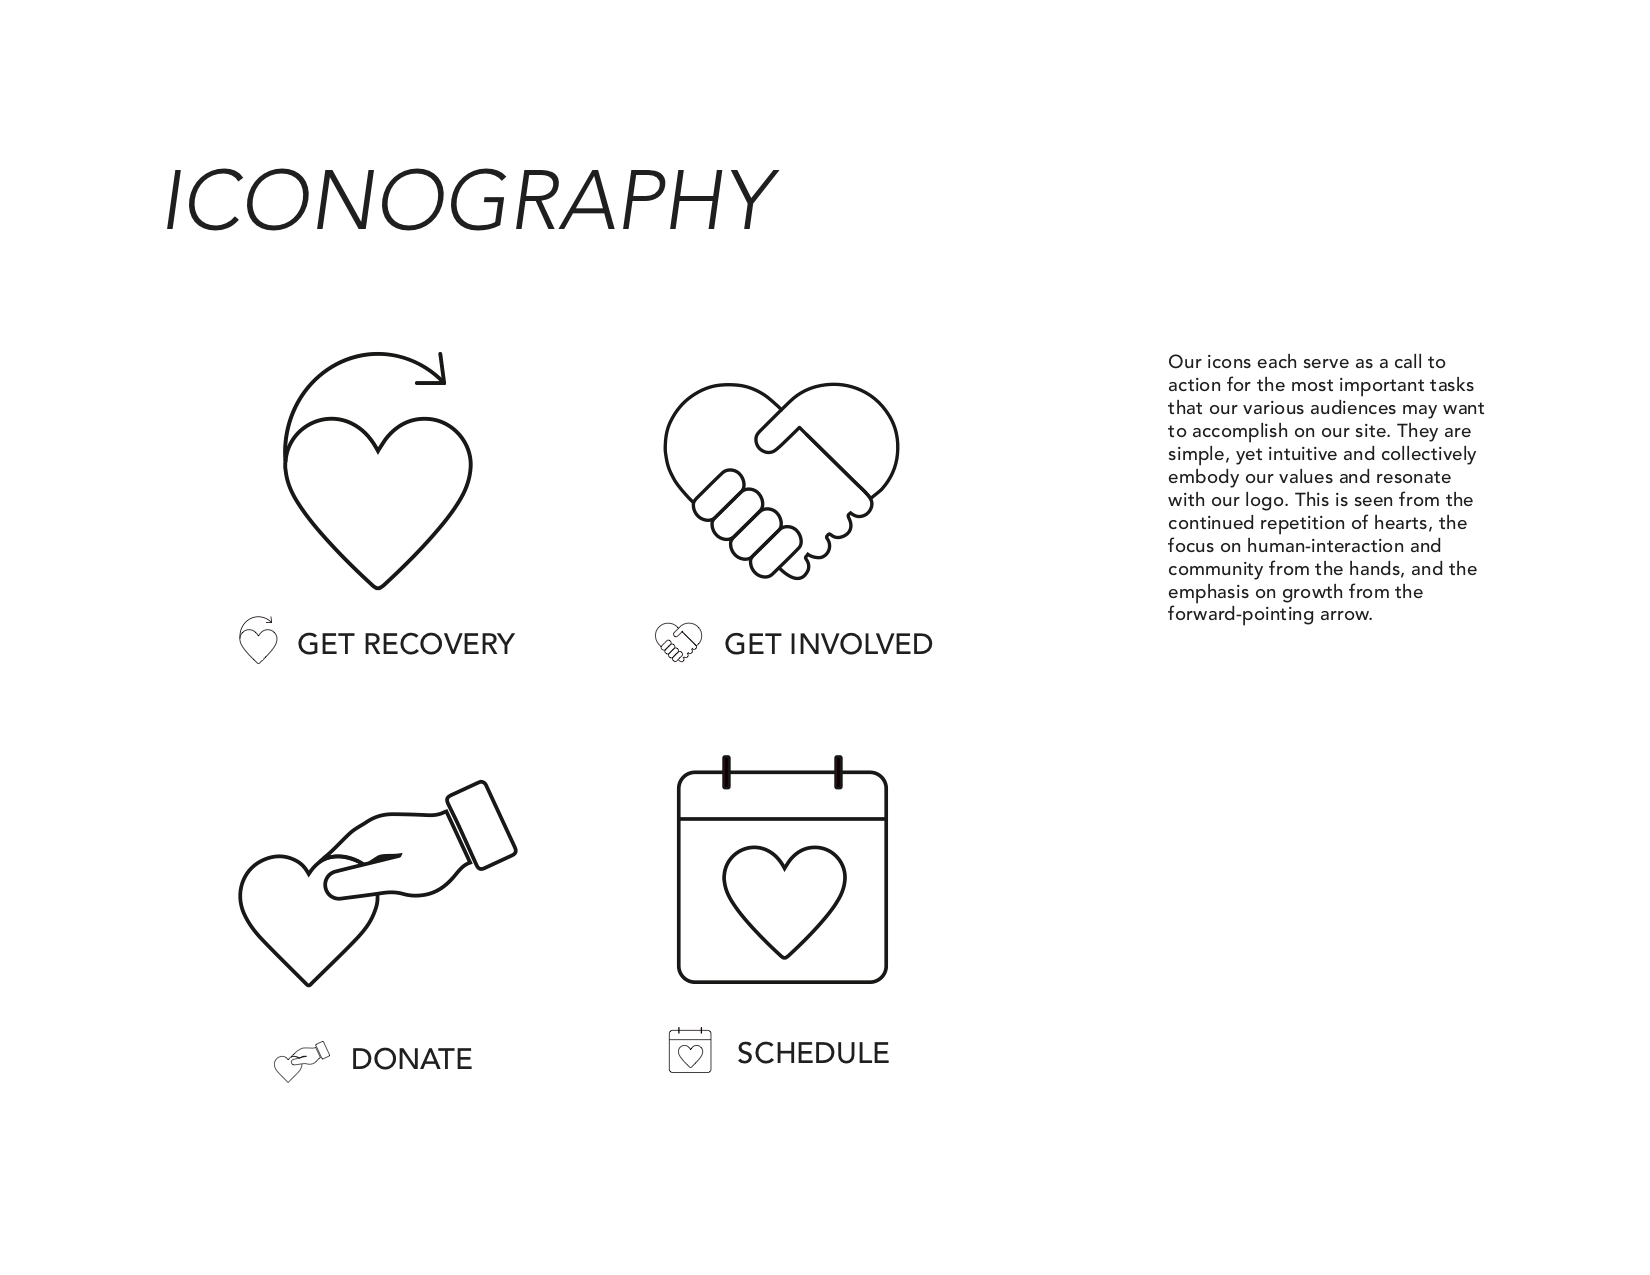 ICONOGRAPHY
GET RECOVERY
GET INVOLVED
DONATE
SCHEDULE
Our icons each serve as a call to
action for the most important tasks
that our various audiences may want
to accomplish on our site. They are
simple, yet intuitive and collectively
embody our values and resonate
with our logo. This is seen from the
continued repetition of hearts, the
focus on human-interaction and
community from the hands, and the
emphasis on growth from the
forward-pointing arrow.